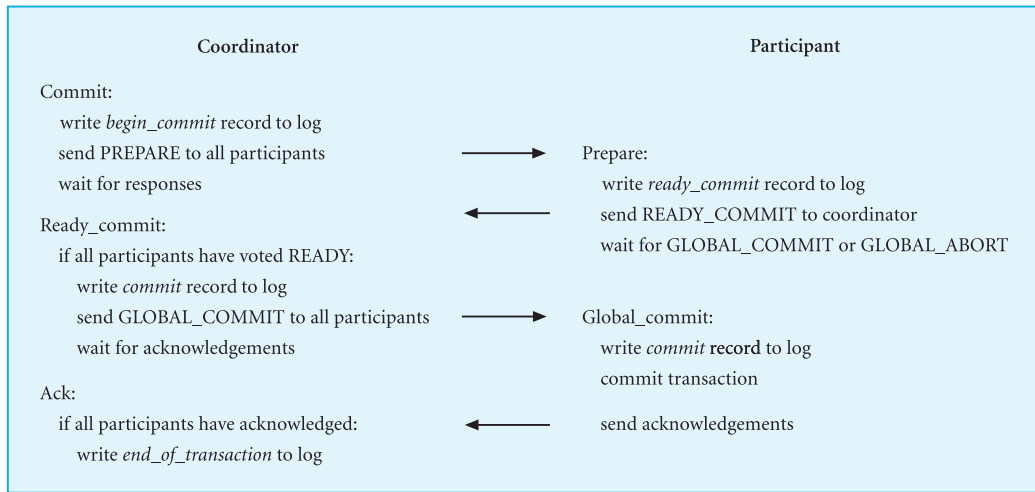 Coordinator
Commit:
write begin_commit record to log
send PREPARE to all participants
wait for responses
Ready_commit:
if all participants have voted READY:
write commit record to log
send GLOBAL_COMMIT to all participants
wait for acknowledgements
Ack:
if all participants have acknowledged:
write end_of_transaction to log
Participant
Prepare:
write ready_commit record to log
send READY_COMMIT to coordinator
wait for GLOBAL_COMMIT or GLOBAL_ABORT
Global_commit:
write commit record to log
commit transaction
send acknowledgements